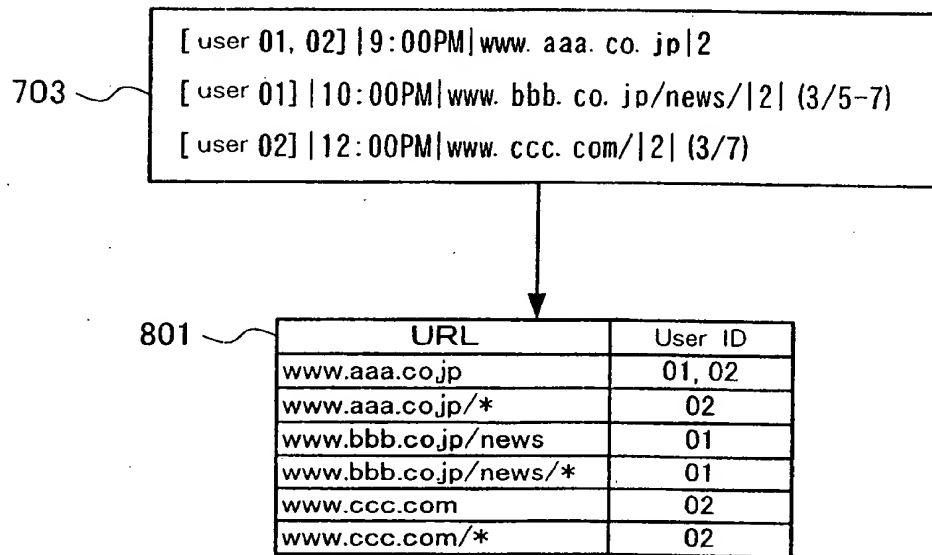 [user 01, 02] |9:00PM|www. aaa. co. jp|2
703 [user 01] |10:00PM|www. bbb. co. jp/news/|2| (3/5-7)
[user 02] |12:00PM|www. ccc. com/|2| (3/7)
801 URL User ID
www.aaa.co.jp 01, 02
www.aaa.co.jp/* 02
www.bbb.co.jp/news 01
www.bbb.co.jp/news/* 01
www.ccc.com 02
www.ccc.com/* 02